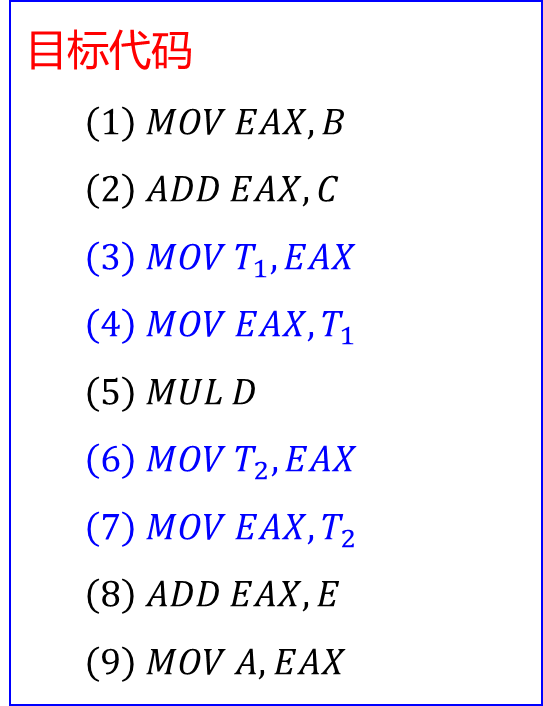 目标代码
(1) MOV EAX, B
(2) ADD EAX, C
(3) MOV T₁, EAX
(4) MOV EAX, T₁
(5) MUL D
(6) MOV T₂, EAX
(7) MOV EAX, T₂
(8) ADD EAX, E
(9) MOV A, EAX